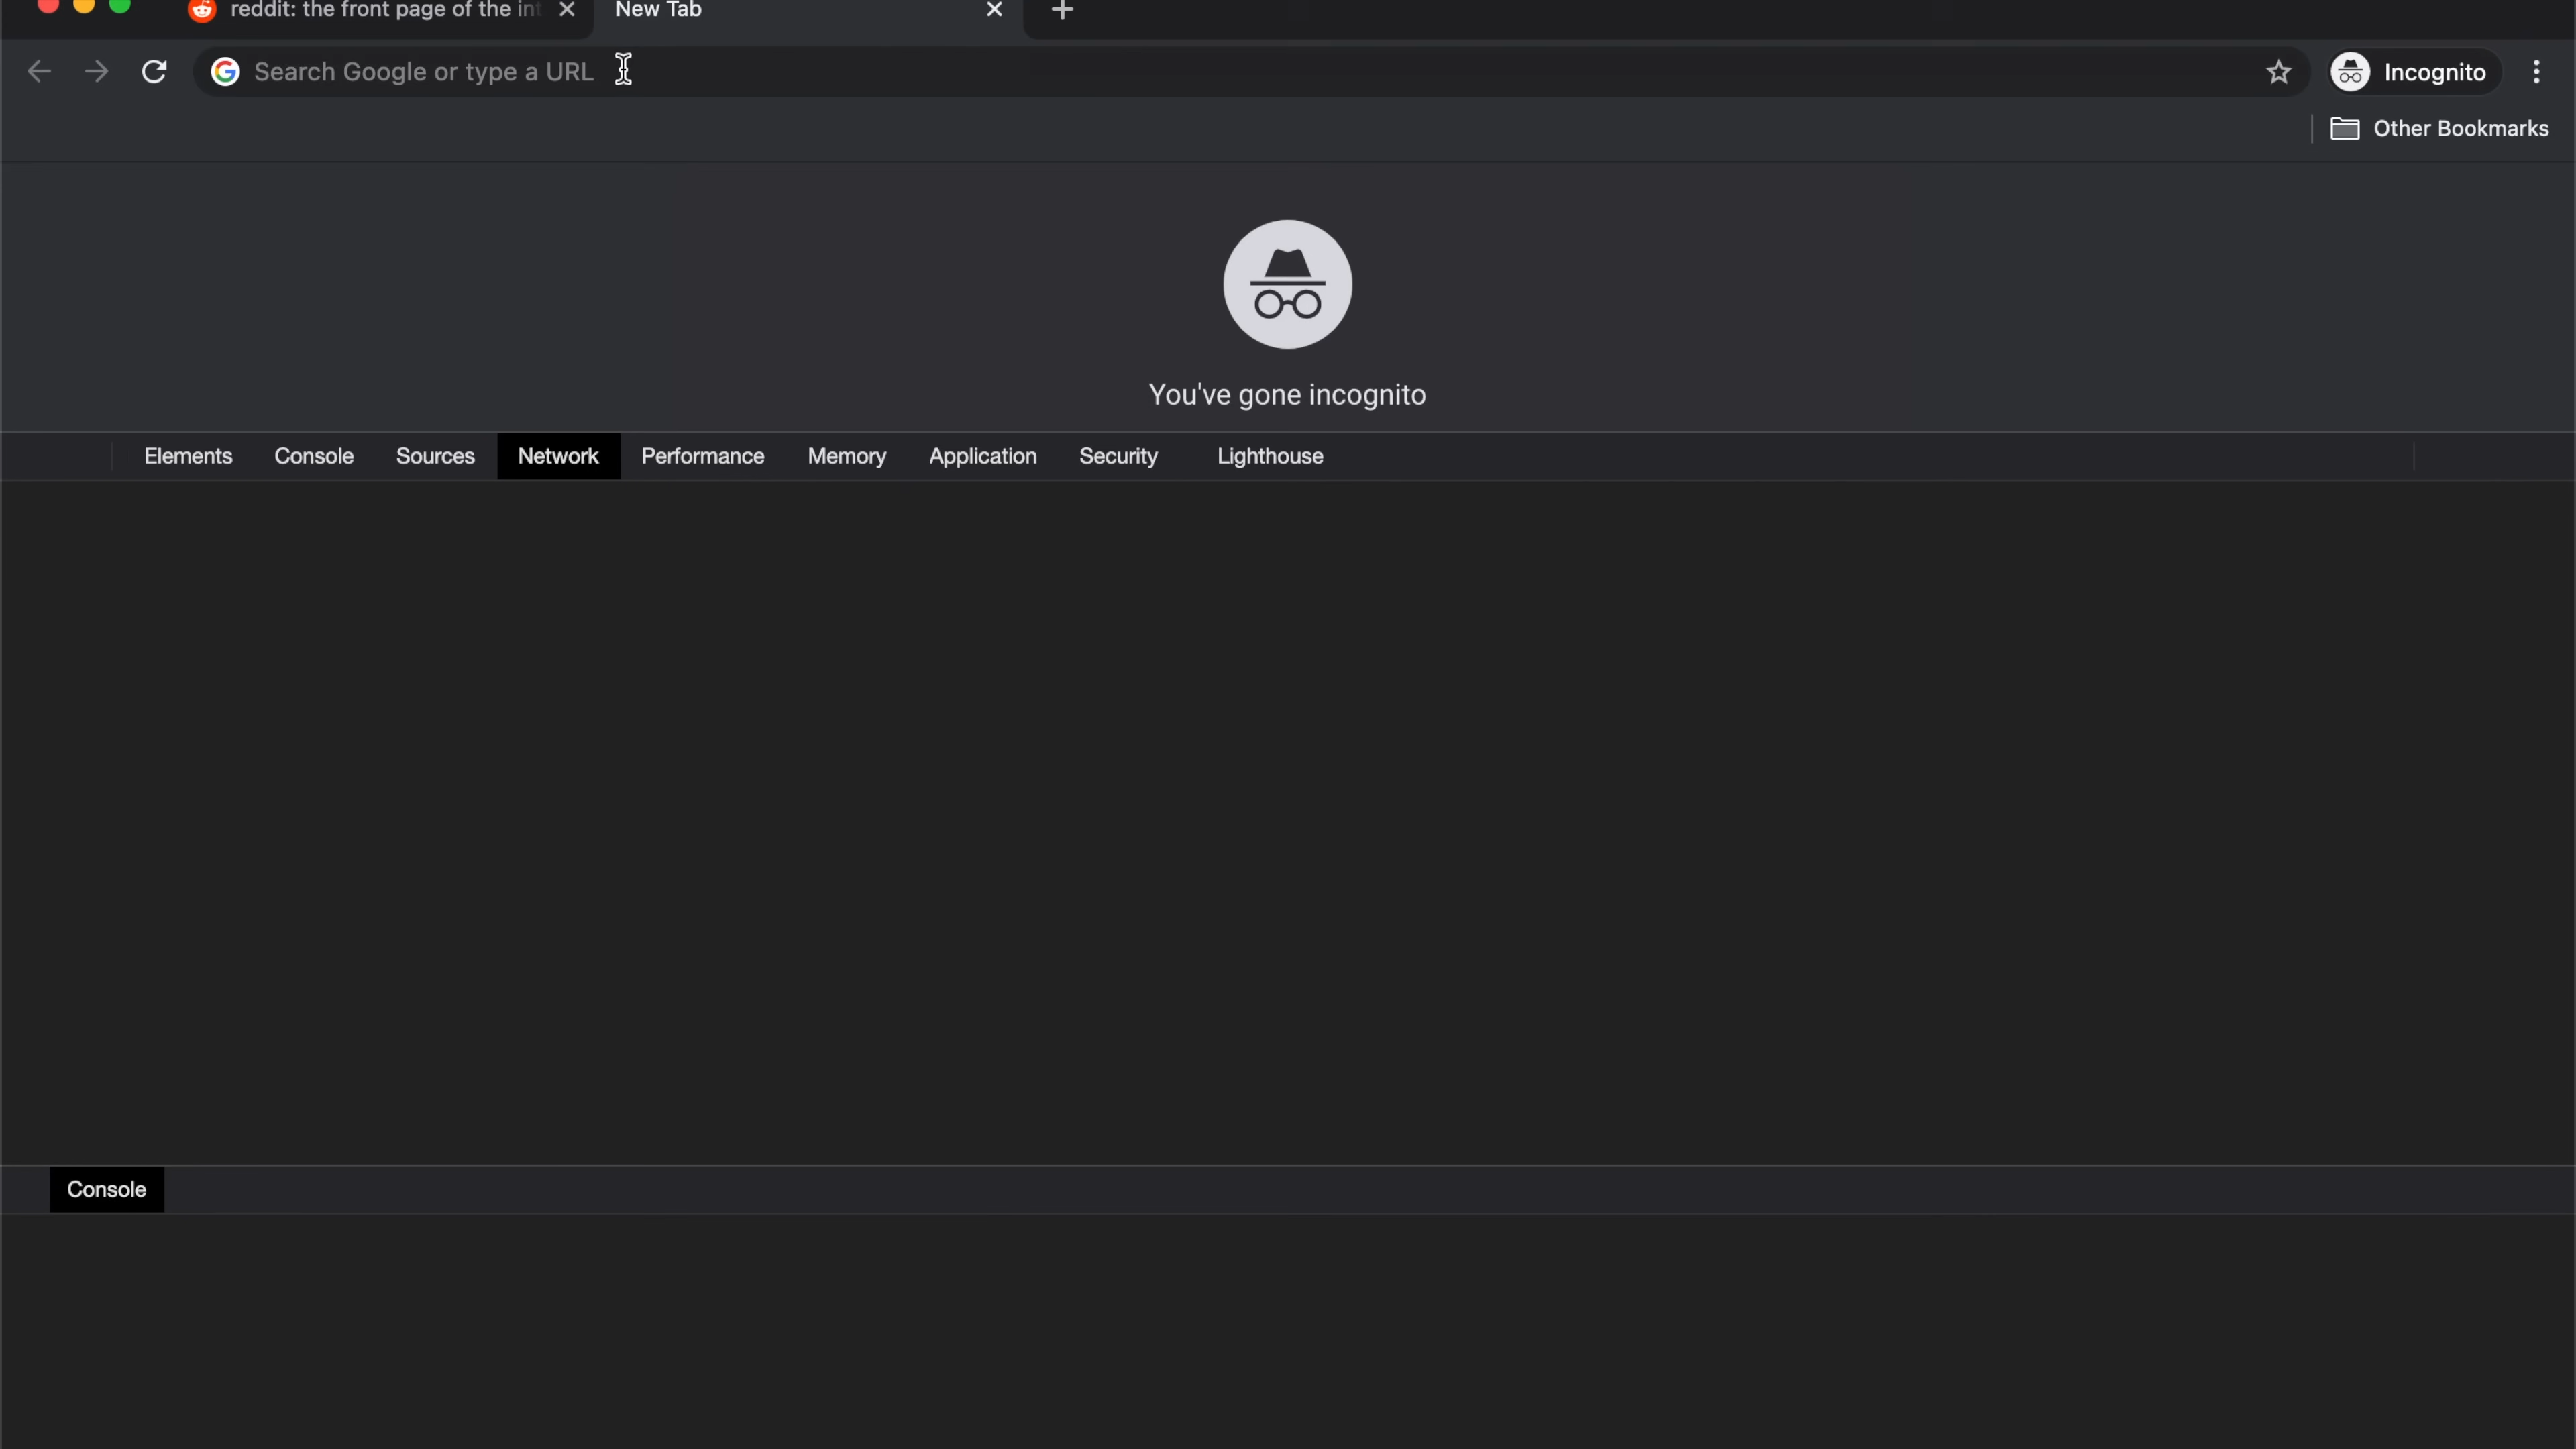 reddit: the front page of the int
New Tab
Search Google or type a URL
Incognito
Other Bookmarks
You've gone incognito
Elements Console Sources Network Performance Memory Application Security Lighthouse
Console